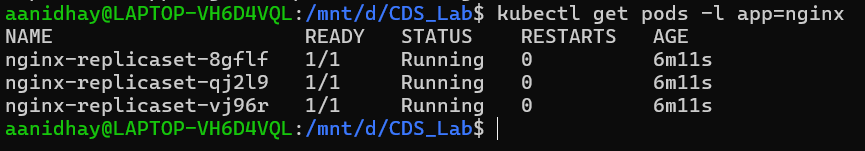 aanidhay@LAPTOP-VH6D4VQL:/mnt/d/CDS_Lab$ kubectl get pods -l app=nginx
NAME READY STATUS RESTARTS AGE
nginx-replicaset-8gflf 1/1 Running 0 6m11s
nginx-replicaset-qj2l9 1/1 Running 0 6m11s
nginx-replicaset-vj96r 1/1 Running 0 6m11s
aanidhay@LAPTOP-VH6D4VQL:/mnt/d/CDS_Lab$